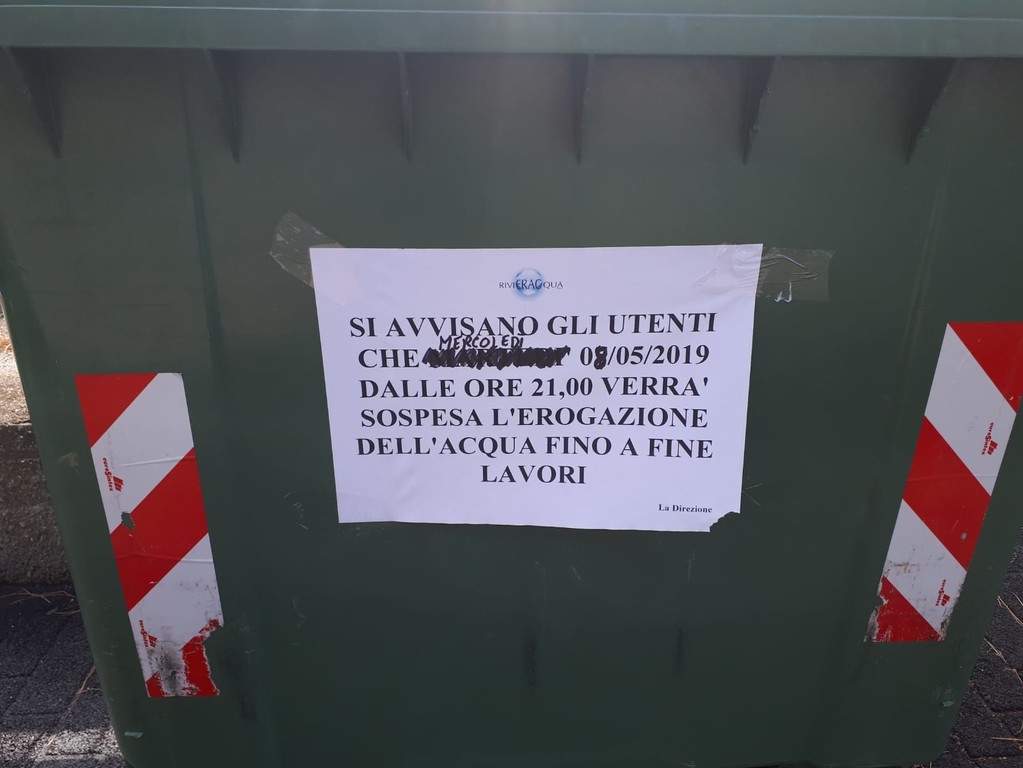 RIVIERACQUA
SI AVVISANO GLI UTENTI
MERCOLEDI
CHE 08/05/2019
DALLE ORE 21,00 VERRA'
SOSPESA L'EROGAZIONE
DELL'ACQUA FINO A FINE
LAVORI
La Direzione